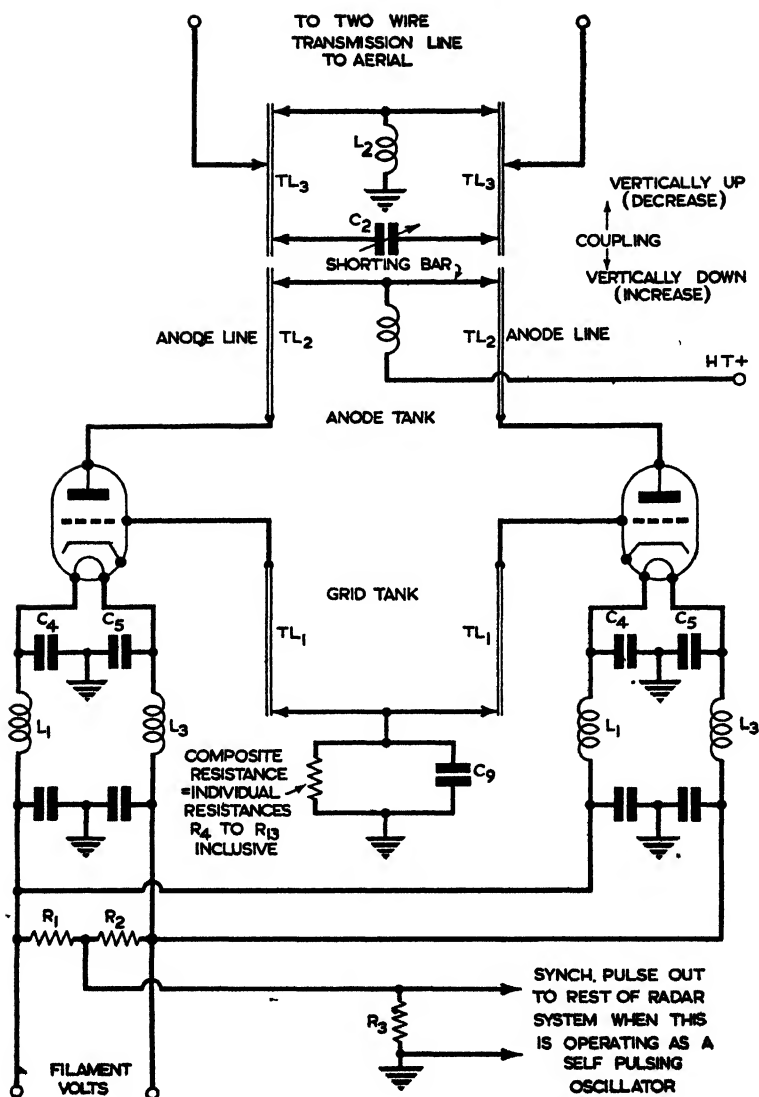 TO TWO WIRE
TRANSMISSION LINE
TO AERIAL
L2
TL3
TL3
C2
VERTICALLY UP
(DECREASE)
COUPLING
VERTICALLY DOWN
(INCREASE)
SHORTING BAR
ANODE LINE
TL2
TL2
ANODE LINE
HT+
ANODE TANK
GRID TANK
C4
C5
TL1
TL1
C4
C5
L1
L3
L1
L3
COMPOSITE
RESISTANCE
=INDIVIDUAL
RESISTANCES
R4 TO R13
INCLUSIVE
C9
R1
R2
R3
SYNCH. PULSE OUT
TO REST OF RADAR
SYSTEM WHEN THIS
IS OPERATING AS A
SELF PULSING
OSCILLATOR
FILAMENT
VOLTS